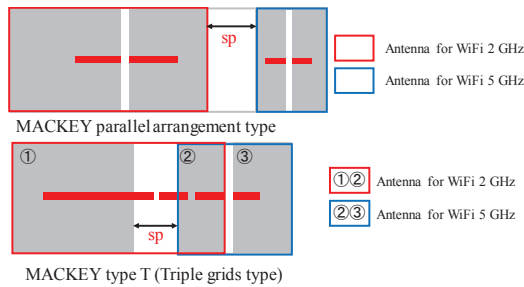 sp
Antenna for WiFi 2 GHz
Antenna for WiFi 5 GHz
MACKEY parallel arrangement type
① ② ③
sp
①② Antenna for WiFi 2 GHz
②③ Antenna for WiFi 5 GHz
MACKEY type T (Triple grids type)